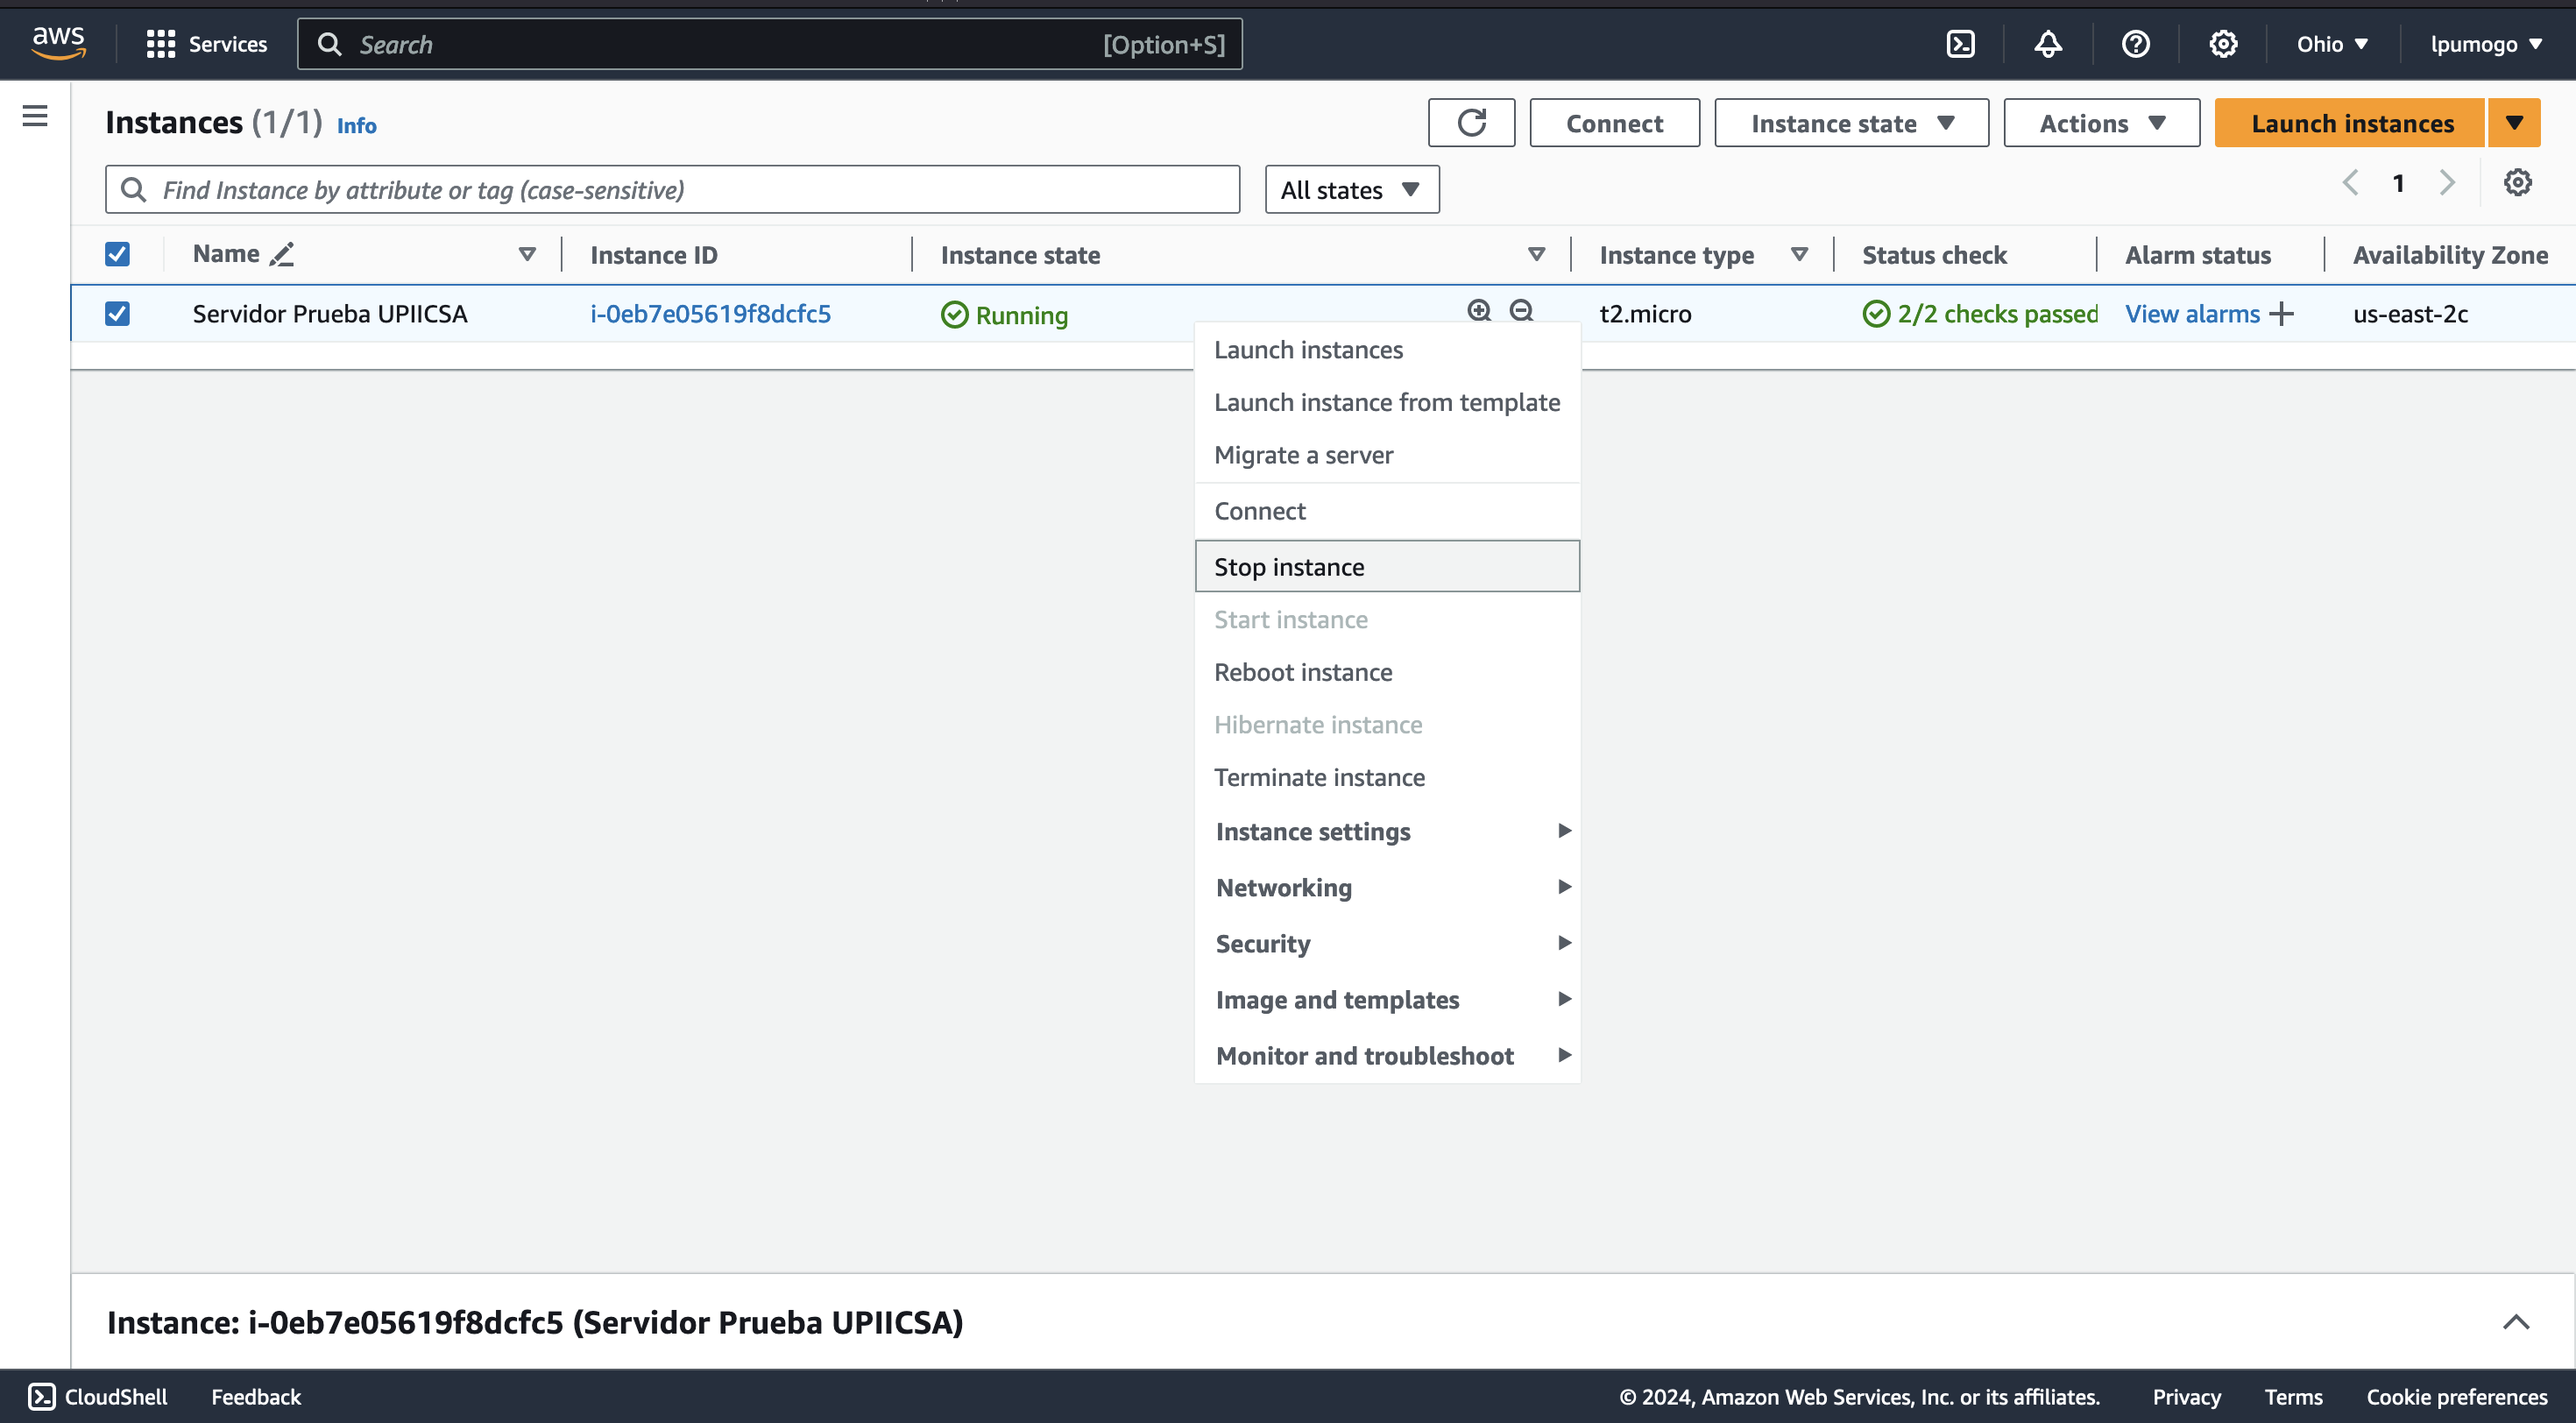 aws Services Search [Option+S] Ohio lpumogo
Instances (1/1) Info Connect Instance state Actions Launch instances
Find Instance by attribute or tag (case-sensitive) All states 1
Name Instance ID Instance state Instance type Status check Alarm status Availability Zone
Servidor Prueba UPIICSA i-0eb7e05619f8dcfc5 Running t2.micro 2/2 checks passed View alarms us-east-2c
Launch instances
Launch instance from template
Migrate a server
Connect
Stop instance
Start instance
Reboot instance
Hibernate instance
Terminate instance
Instance settings
Networking
Security
Image and templates
Monitor and troubleshoot
Instance: i-0eb7e05619f8dcfc5 (Servidor Prueba UPIICSA)
CloudShell Feedback © 2024, Amazon Web Services, Inc. or its affiliates. Privacy Terms Cookie preferences